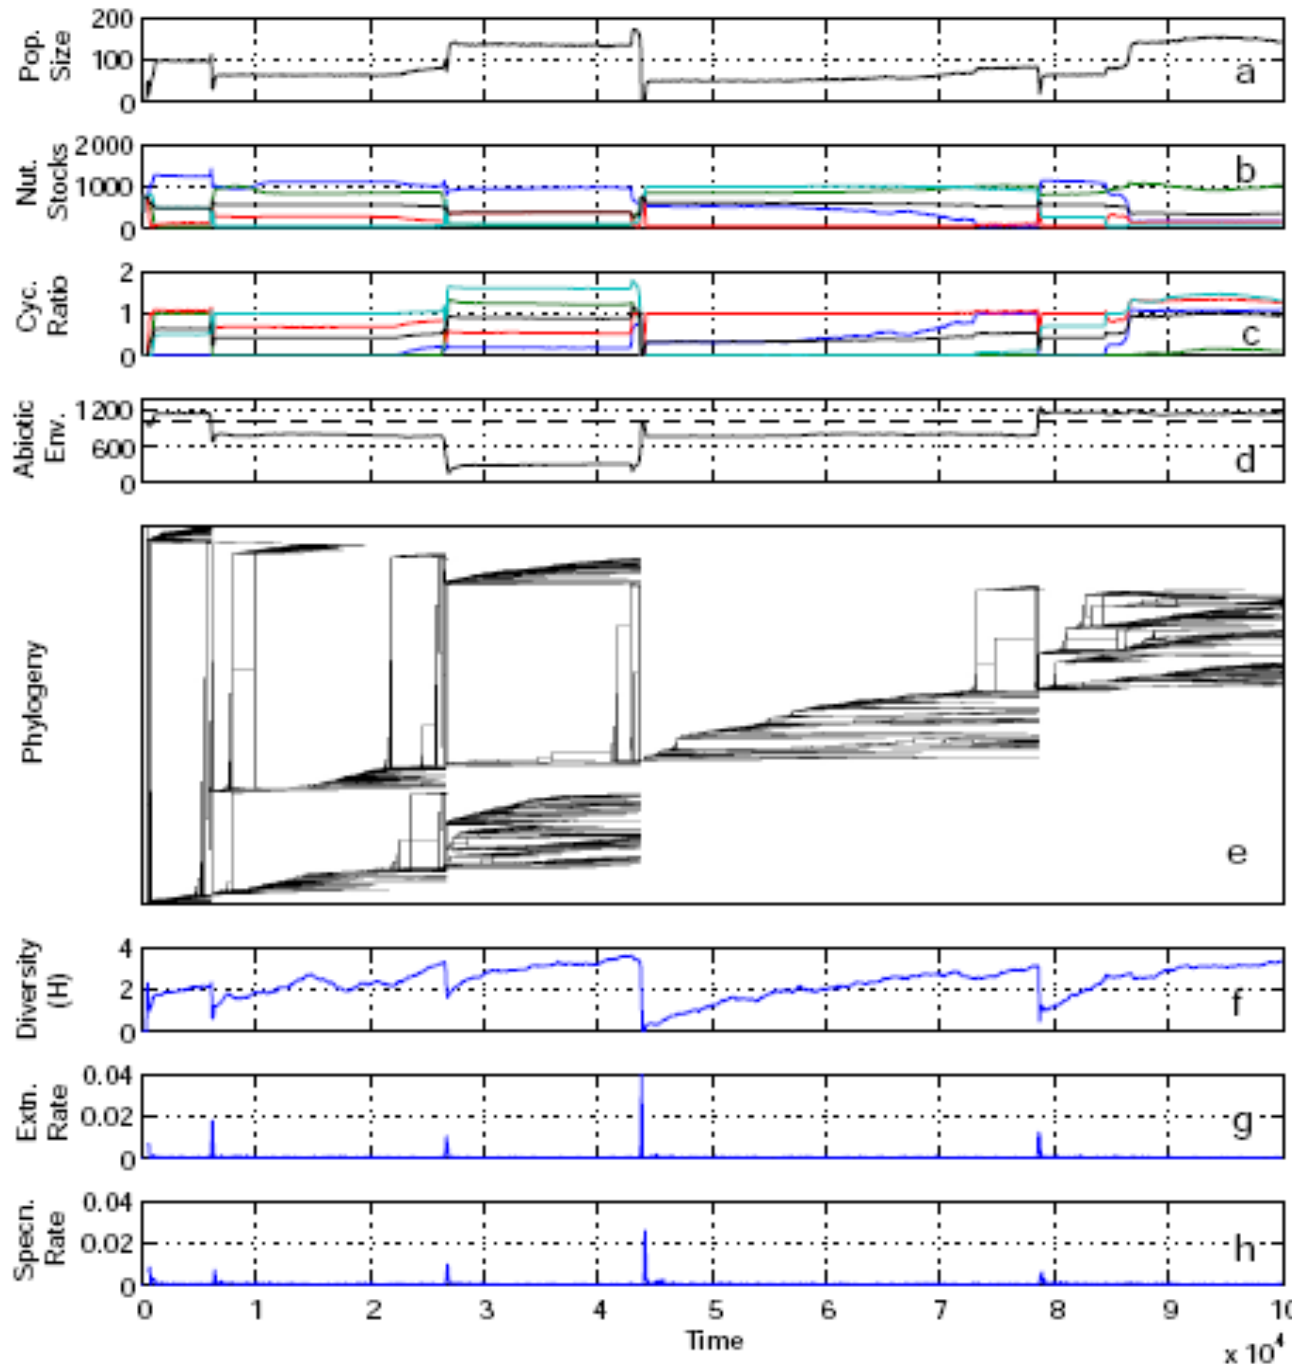 Pop. Size
200
100
0
a
Nut. Stocks
2000
1000
0
b
Cyc. Ratio
2
1
0
c
Abiotic Env.
1200
600
0
d
Phylogeny
e
Diversity (H)
4
2
0
f
Extn. Rate
0.04
0.02
0
g
Specn. Rate
0.04
0.02
0
h
0 1 2 3 4 5 6 7 8 9 10
Time
x 10⁴